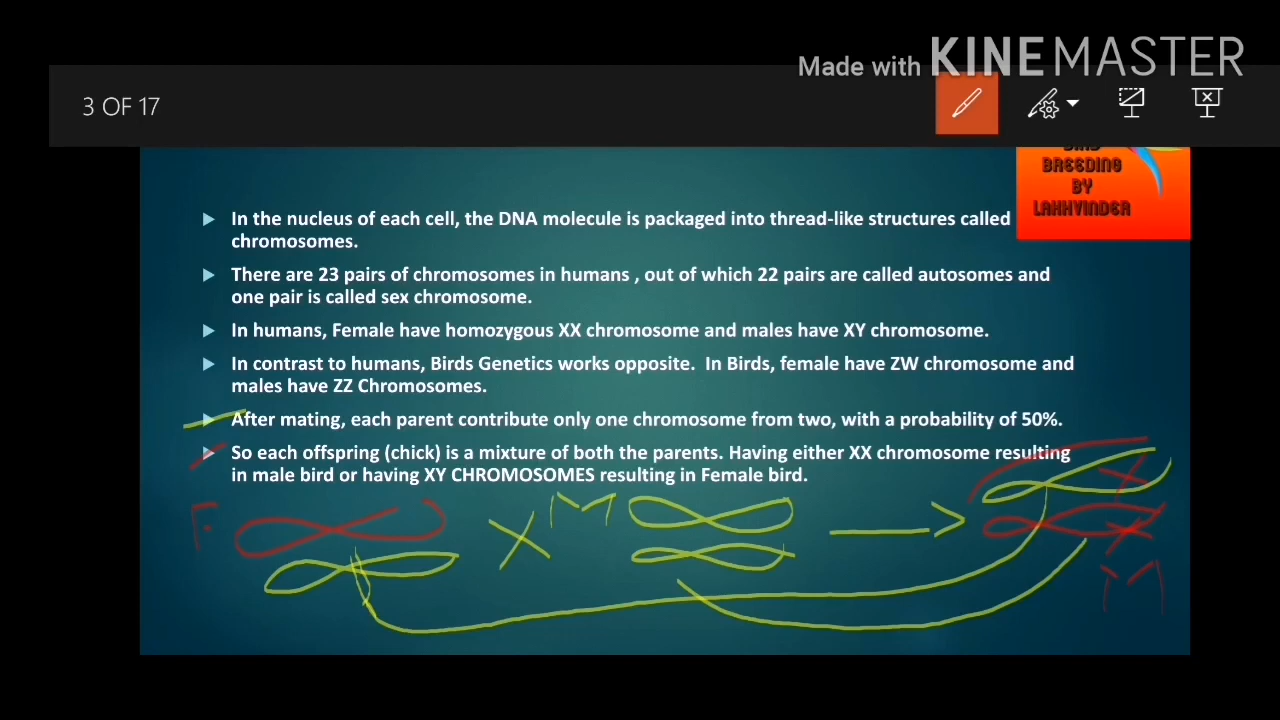 Made with KINEMASTER
3 OF 17
BREEDING
BY
LAKHVINDER
In the nucleus of each cell, the DNA molecule is packaged into thread-like structures called
chromosomes.
There are 23 pairs of chromosomes in humans , out of which 22 pairs are called autosomes and
one pair is called sex chromosome.
In humans, Female have homozygous XX chromosome and males have XY chromosome.
In contrast to humans, Birds Genetics works opposite. In Birds, female have ZW chromosome and
males have ZZ Chromosomes.
After mating, each parent contribute only one chromosome from two, with a probability of 50%.
So each offspring (chick) is a mixture of both the parents. Having either XX chromosome resulting
in male bird or having XY CHROMOSOMES resulting in Female bird.
F X M
M